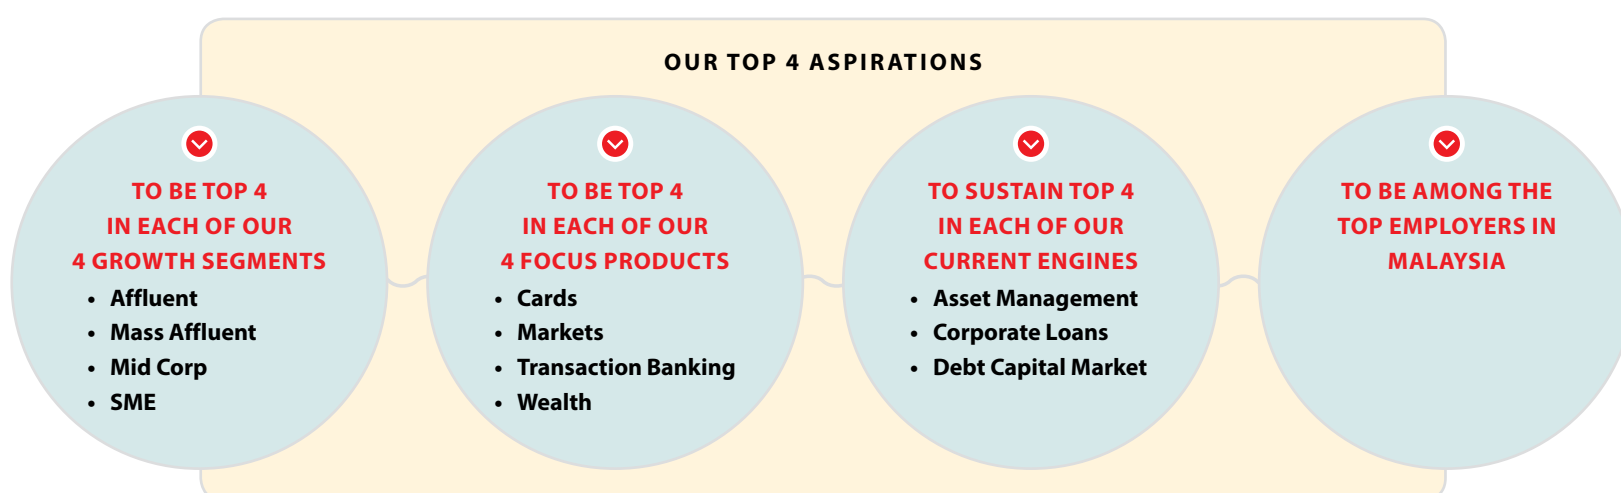 OUR TOP 4 ASPIRATIONS
TO BE TOP 4
IN EACH OF OUR
4 GROWTH SEGMENTS
• Affluent
• Mass Affluent
• Mid Corp
• SME
TO BE TOP 4
IN EACH OF OUR
4 FOCUS PRODUCTS
• Cards
• Markets
• Transaction Banking
• Wealth
TO SUSTAIN TOP 4
IN EACH OF OUR
CURRENT ENGINES
• Asset Management
• Corporate Loans
• Debt Capital Market
TO BE AMONG THE
TOP EMPLOYERS IN
MALAYSIA